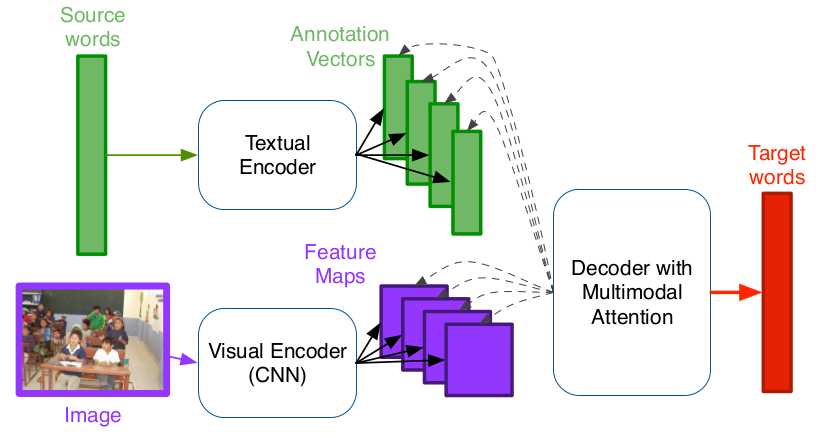 Source
words
Annotation
Vectors
Textual
Encoder
Target
words
Feature
Maps
Decoder with
Multimodal
Attention
Visual Encoder
(CNN)
Image